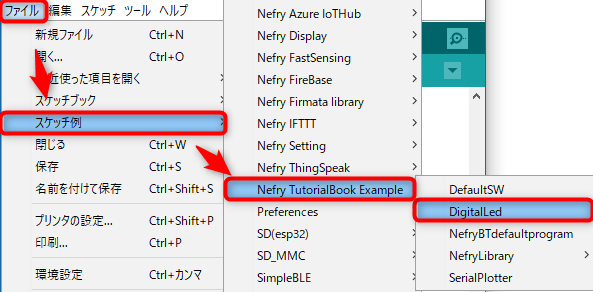 ファイル 編集 スケッチ ツール ヘルプ
新規ファイル Ctrl+N
開く... Ctrl+O
近使った項目を開く
スケッチブック
スケッチ例
閉じる Ctrl+W
保存 Ctrl+S
名前を付けて保存 Ctrl+Shift+S
プリンタの設定... Ctrl+Shift+P
印刷... Ctrl+P
環境設定 Ctrl+カンマ
Nefry Azure IoTHub
Nefry Display
Nefry FastSensing
Nefry FireBase
Nefry Firmata library
Nefry IFTTT
Nefry Setting
Nefry ThingSpeak
Nefry TutorialBook Example
Preferences
SD(esp32)
SD_MMC
SimpleBLE
DefaultSW
DigitalLed
NefryBTdefaultprogram
NefryLibrary
SerialPlotter